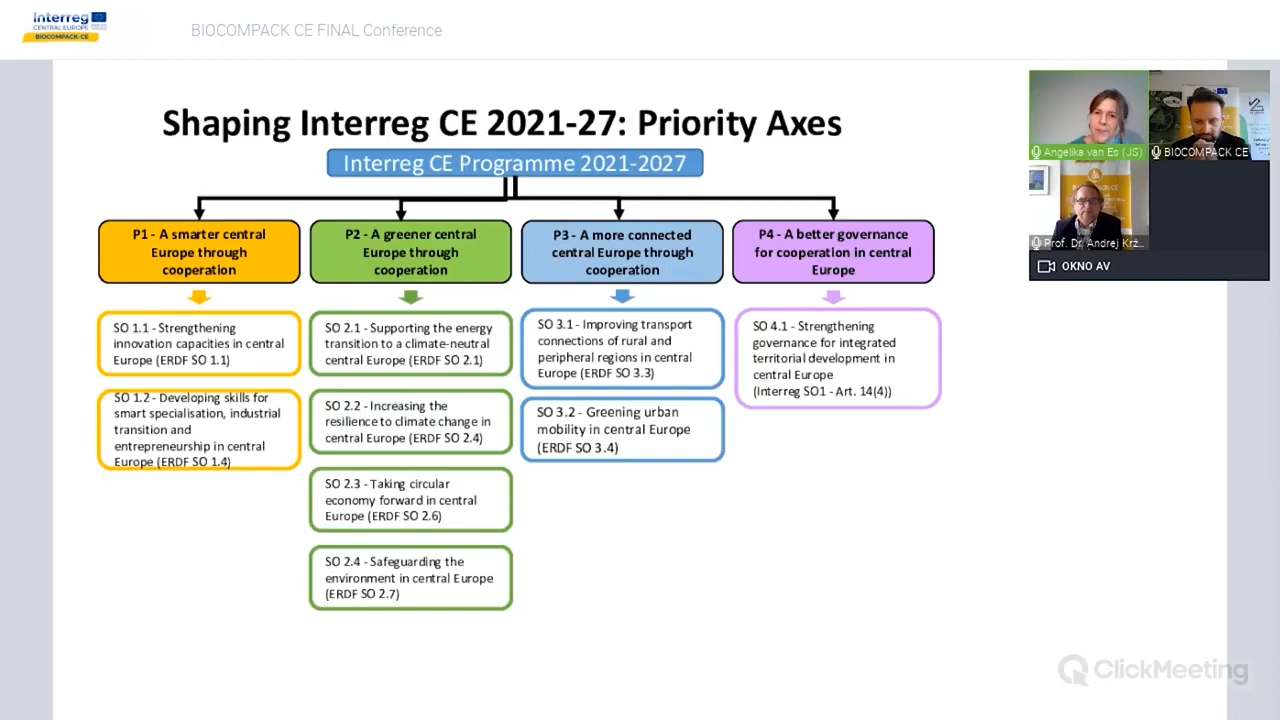 Interreg
CENTRAL EUROPE
BIOCOMPACK-CE
BIOCOMPACK CE FINAL Conference
Shaping Interreg CE 2021-27: Priority Axes
Interreg CE Programme 2021-2027
P1 - A smarter central
Europe through
cooperation
SO 1.1 - Strengthening
innovation capacities in central
Europe (ERDF SO 1.1)
SO 1.2 - Developing skills for
smart specialisation, industrial
transition and
entrepreneurship in central
Europe (ERDF SO 1.4)
P2 - A greener central
Europe through
cooperation
SO 2.1 - Supporting the energy
transition to a climate-neutral
central Europe (ERDF SO 2.1)
SO 2.2 - Increasing the
resilience to climate change in
central Europe (ERDF SO 2.4)
SO 2.3 - Taking circular
economy forward in central
Europe (ERDF SO 2.6)
SO 2.4 - Safeguarding the
environment in central Europe
(ERDF SO 2.7)
P3 - A more connected
central Europe through
cooperation
SO 3.1 - Improving transport
connections of rural and
peripheral regions in central
Europe (ERDF SO 3.3)
SO 3.2 - Greening urban
mobility in central Europe
(ERDF SO 3.4)
P4 - A better governance
for cooperation in central
Europe
SO 4.1 - Strengthening
governance for integrated
territorial development in
central Europe
(Interreg SO1 - Art. 14(4))
Angelika van Es (JS)
BIOCOMPACK CE
Prof. Dr. Andrej Krž...
OKNO AV
ClickMeeting